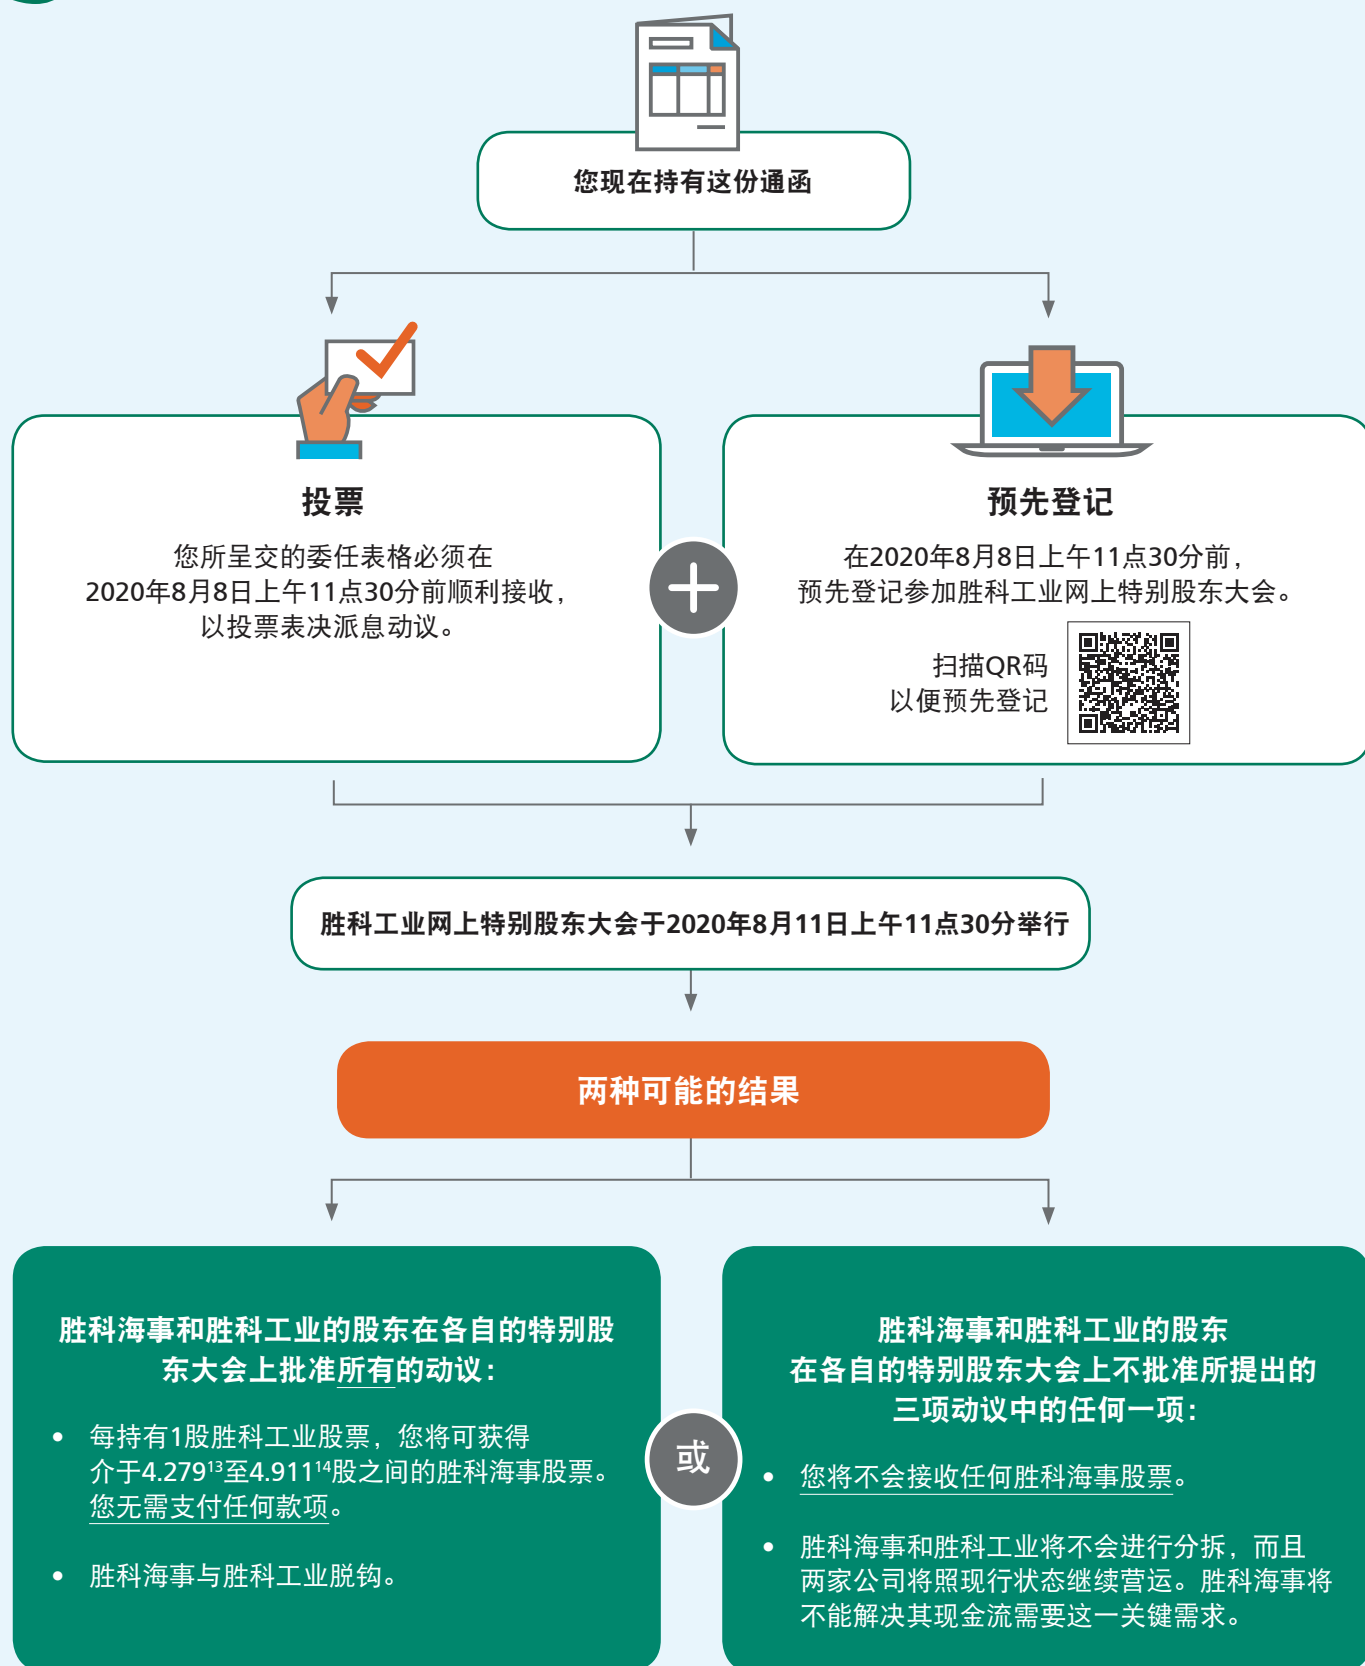 您现在持有这份通函
投票
您所呈交的委任表格必须在
2020年8月8日上午11点30分前顺利接收，
以投票表决派息动议。
预先登记
在2020年8月8日上午11点30分前，
预先登记参加胜科工业网上特别股东大会。
扫描QR码
以便预先登记
胜科工业网上特别股东大会于2020年8月11日上午11点30分举行
两种可能的结果
胜科海事和胜科工业的股东在各自的特别股
东大会上批准所有的动议：
• 每持有1股胜科工业股票，您将可获得
介于4.279¹³至4.911¹⁴股之间的胜科海事股票。
您无需支付任何款项。
• 胜科海事与胜科工业脱钩。
或
胜科海事和胜科工业的股东
在各自的特别股东大会上不批准所提出的
三项动议中的任何一项：
• 您将不会接收任何胜科海事股票。
• 胜科海事和胜科工业将不会进行分拆，而且
两家公司将照现行状态继续营运。胜科海事将
不能解决其现金流需要这一关键需求。